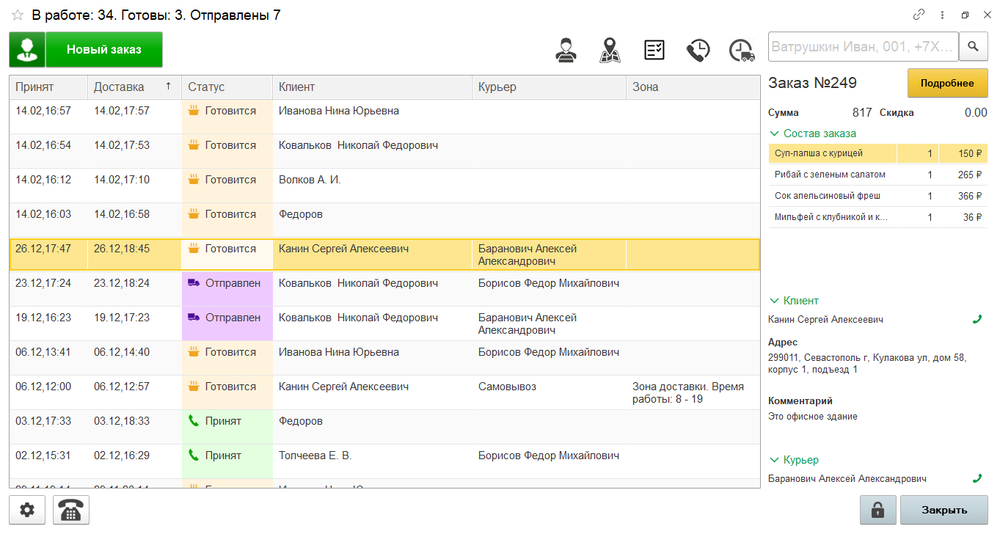 В работе: 34. Готовы: 3. Отправлены 7
Новый заказ
Ватрушкин Иван, 001, +7X...
Принят Доставка ↑ Статус Клиент Курьер Зона
14.02,16:57 14.02,17:57 Готовится Иванова Нина Юрьевна
14.02,16:54 14.02,17:53 Готовится Ковальков  Николай Федорович
14.02,16:12 14.02,17:10 Готовится Волков А. И.
14.02,16:03 14.02,16:58 Готовится Федоров
26.12,17:47 26.12,18:45 Готовится Канин Сергей Алексеевич Баранович Алексей
Александрович
23.12,17:24 23.12,18:24 Отправлен Ковальков  Николай Федорович Борисов Федор Михайлович
19.12,16:23 19.12,17:23 Отправлен Ковальков  Николай Федорович Баранович Алексей
Александрович
06.12,13:41 06.12,14:40 Готовится Иванова Нина Юрьевна Борисов Федор Михайлович
06.12,12:00 06.12,12:57 Готовится Канин Сергей Алексеевич Самовывоз Зона доставки. Время
работы: 8 - 19
03.12,17:33 03.12,18:33 Принят Федоров
02.12,15:31 02.12,16:29 Принят Топчеева Е. В. Борисов Федор Михайлович
Заказ №249
Подробнее
Сумма 817 Скидка 0.00
Состав заказа
Суп-лапша с курицей 1 150 ₽
Рибай с зеленым салатом 1 265 ₽
Сок апельсиновый фреш 1 366 ₽
Мильфей с клубникой и к... 1 36 ₽
Клиент
Канин Сергей Алексеевич
Адрес
299011, Севастополь г, Кулакова ул, дом 58,
корпус 1, подъезд 1
Комментарий
Это офисное здание
Курьер
Баранович Алексей Александрович
Закрыть